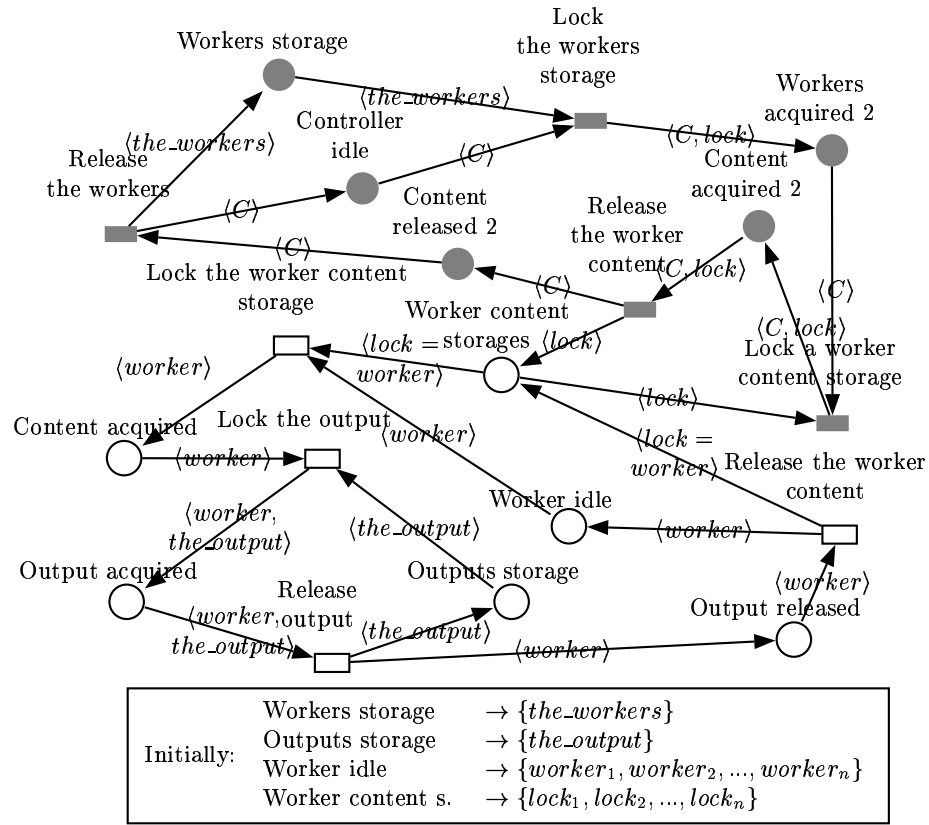 Lock
the workers
storage
Workers storage
Workers
acquired 2
⟨the_workers⟩
Controller
idle
⟨the_workers⟩
⟨C, lock⟩
Release
the workers
⟨C⟩
Content
acquired 2
Content
released 2
Release
the worker
content
⟨C⟩
⟨C⟩
⟨C, lock⟩
Lock the worker content
storage
⟨C⟩
⟨C⟩
Worker content
storages
⟨C, lock⟩
⟨lock⟩
⟨lock =
worker⟩
Lock a worker
content storage
⟨worker⟩
⟨lock⟩
Content acquired
Lock the output
⟨worker⟩
⟨lock =
worker⟩
⟨worker⟩
Release the worker
content
⟨worker,
the_output⟩
⟨the_output⟩
Worker idle
⟨worker⟩
Output acquired
Outputs storage
⟨worker⟩
Release
output
Output released
⟨worker,
the_output⟩
⟨the_output⟩
⟨worker⟩
Initially:
Workers storage → {the_workers}
Outputs storage → {the_output}
Worker idle → {worker₁, worker₂, ..., workerₙ}
Worker content s. → {lock₁, lock₂, ..., lockₙ}